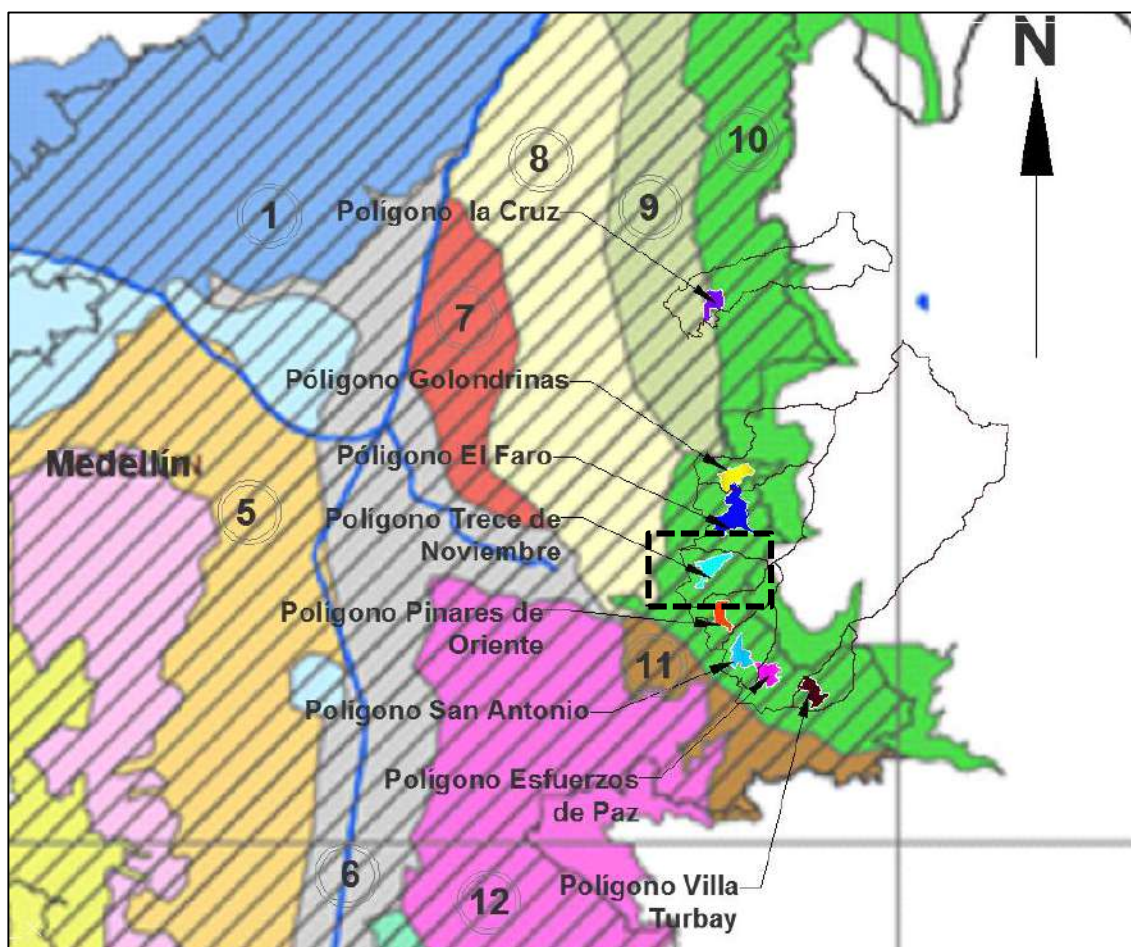 N
10
8
9
1
Polígono la Cruz
7
Póligono Golondrinas
Medellín
Póligono El Faro
5
Polígono Trece de
Noviembre
Polígono Pinares de
Oriente
11
Polígono San Antonio
Polígono Esfuerzos
de Paz
6
12
Polígono Villa
Turbay